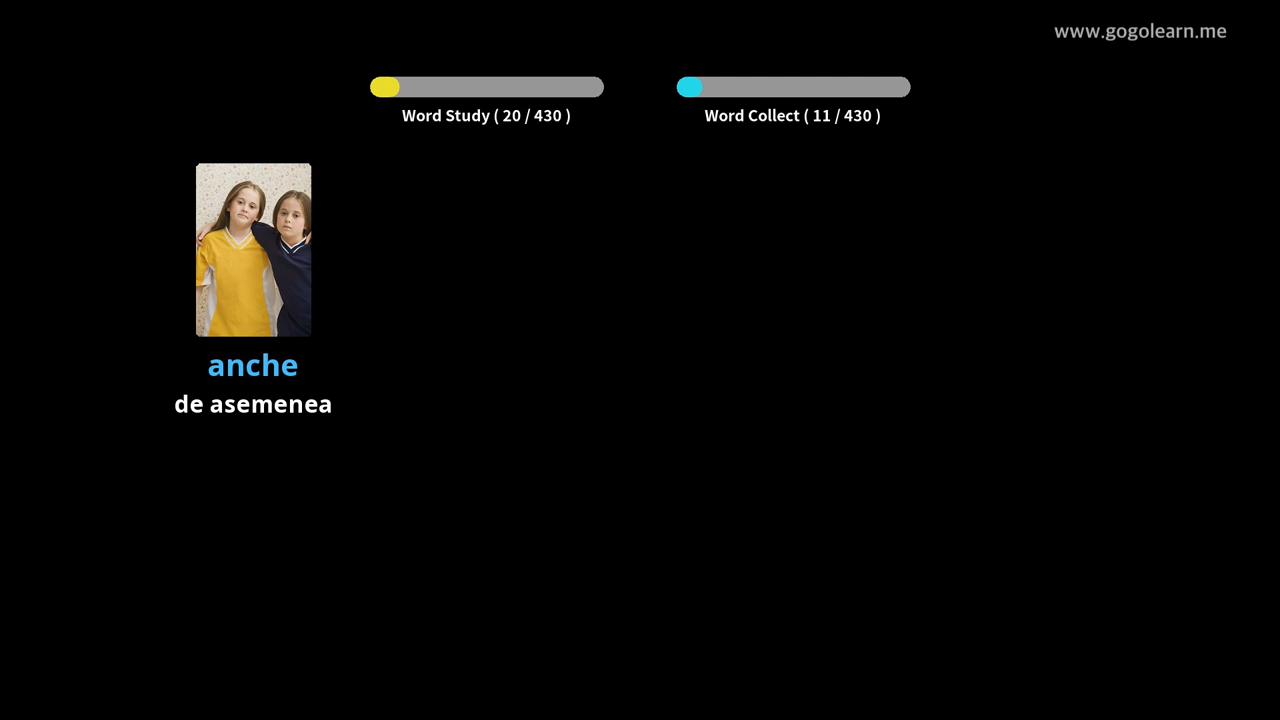 www.gogolearn.me
Word Study ( 20 / 430 )
Word Collect ( 11 / 430 )
anche
de asemenea